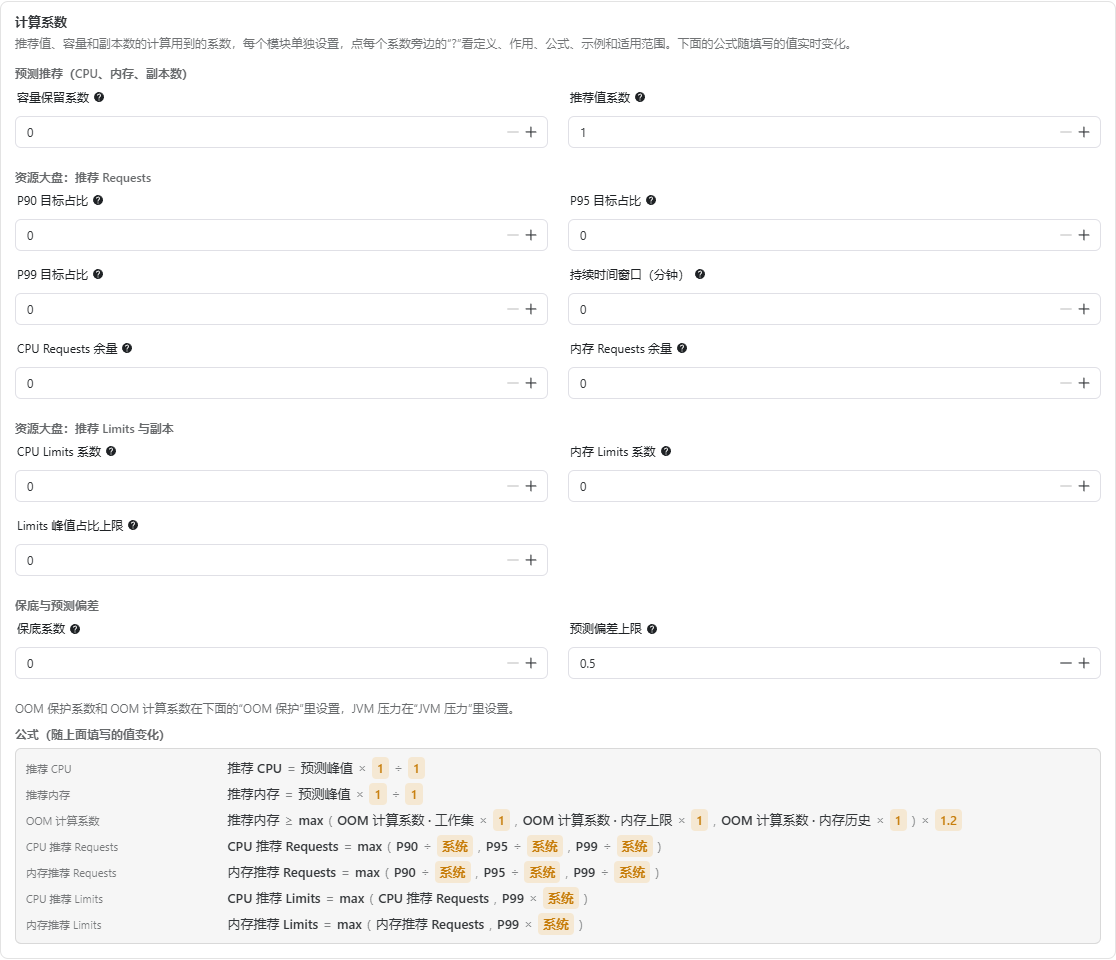 计算系数
推荐值、容量和副本数的计算用到的系数，每个模块单独设置，点每个系数旁边的"?"看定义、作用、公式、示例和适用范围。下面的公式随填写的值实时变化。
预测推荐（CPU、内存、副本数）
容量保留系数 ?
推荐值系数 ?
0
1
资源大盘：推荐 Requests
P90 目标占比 ?
P95 目标占比 ?
0
0
P99 目标占比 ?
持续时间窗口（分钟） ?
0
0
CPU Requests 余量 ?
内存 Requests 余量 ?
0
0
资源大盘：推荐 Limits 与副本
CPU Limits 系数 ?
内存 Limits 系数 ?
0
0
Limits 峰值占比上限 ?
0
保底与预测偏差
保底系数 ?
预测偏差上限 ?
0
0.5
OOM 保护系数和 OOM 计算系数在下面的"OOM 保护"里设置，JVM 压力在"JVM 压力"里设置。
公式（随上面填写的值变化）
推荐 CPU 推荐 CPU = 预测峰值 × 1 ÷ 1
推荐内存 推荐内存 = 预测峰值 × 1 ÷ 1
OOM 计算系数 推荐内存 ≥ max ( OOM 计算系数 · 工作集 × 1 , OOM 计算系数 · 内存上限 × 1 , OOM 计算系数 · 内存历史 × 1 ) × 1.2
CPU 推荐 Requests CPU 推荐 Requests = max ( P90 ÷ 系统 , P95 ÷ 系统 , P99 ÷ 系统 )
内存推荐 Requests 内存推荐 Requests = max ( P90 ÷ 系统 , P95 ÷ 系统 , P99 ÷ 系统 )
CPU 推荐 Limits CPU 推荐 Limits = max ( CPU 推荐 Requests , P99 × 系统 )
内存推荐 Limits 内存推荐 Limits = max ( 内存推荐 Requests , P99 × 系统 )